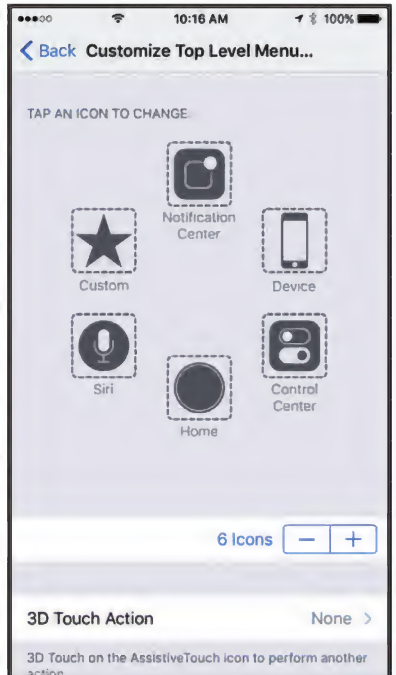 10:16 AM 100%
Back Customize Top Level Menu...
TAP AN ICON TO CHANGE
Notification
Center
Custom
Device
Siri
Control
Center
Home
6 Icons − +
3D Touch Action None >
3D Touch on the AssistiveTouch icon to perform another
action